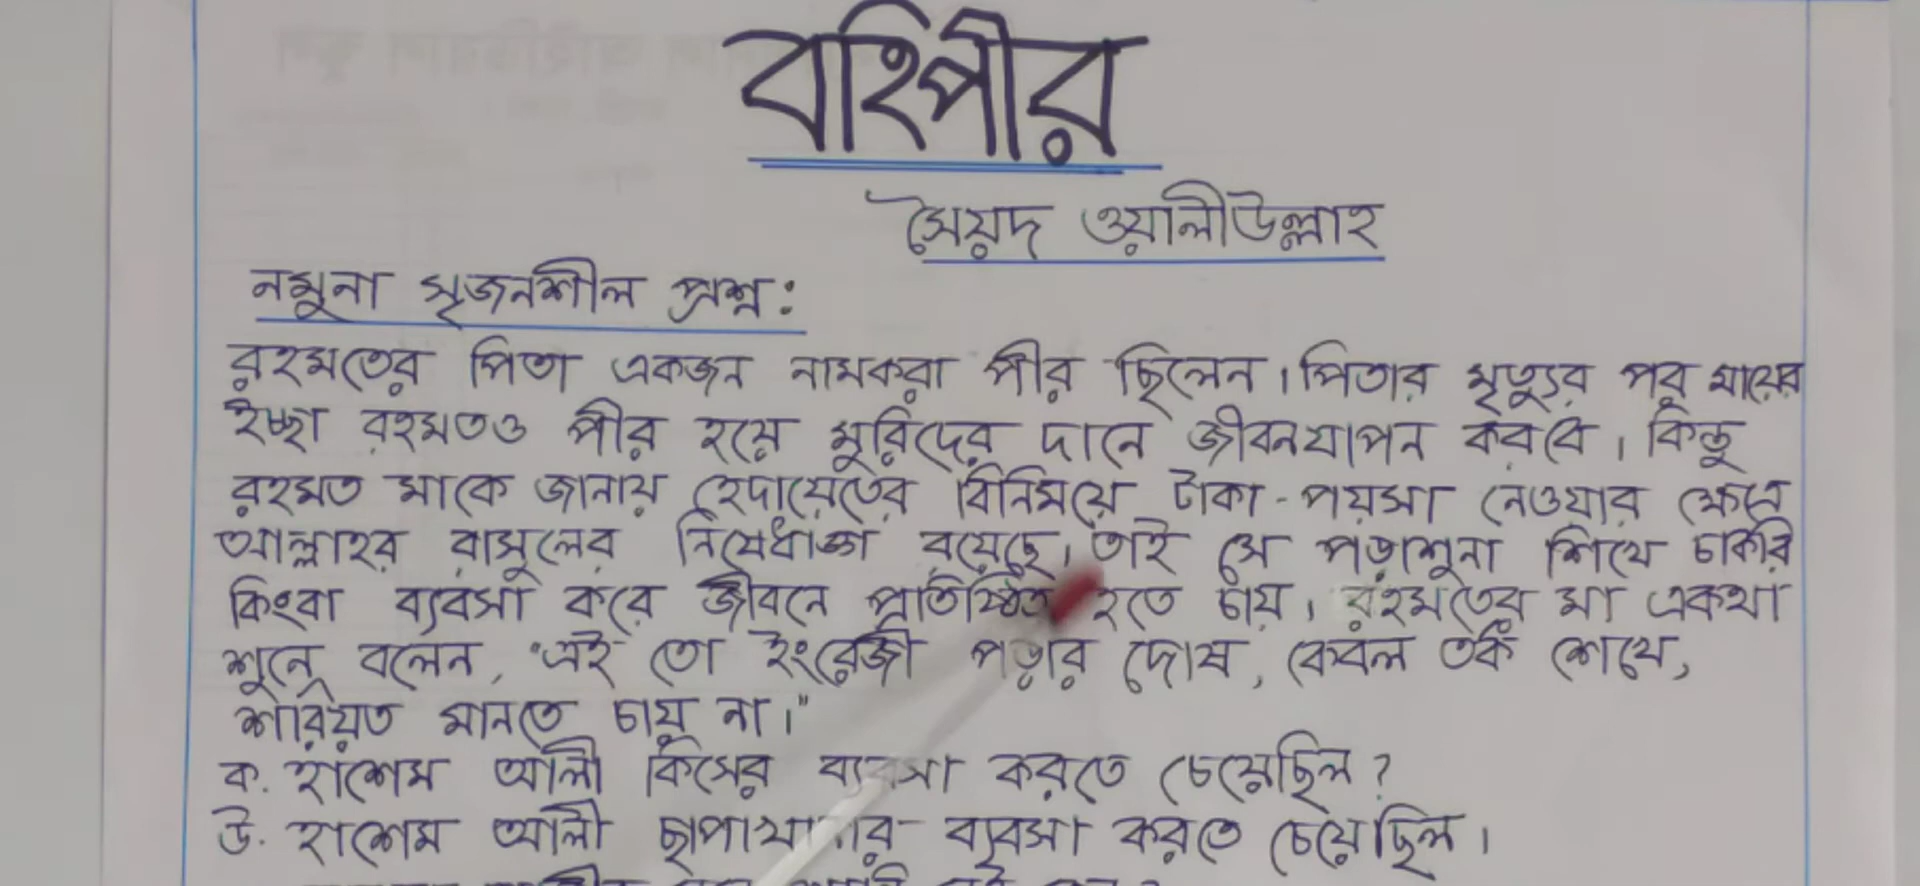 বহিপীর
সৈয়দ ওয়ালীউল্লাহ
নমুনা সৃজনশীল প্রশ্ন:
রহমতের পিতা একজন নামকরা পীর ছিলেন। পিতার মৃত্যুর পর মায়ের
ইচ্ছা রহমতও পীর হয়ে মুরিদের দানে জীবনযাপন করবে। কিন্তু
রহমত মাকে জানায় হেদায়েতের বিনিময়ে টাকা-পয়সা নেওয়ার ক্ষেত্রে
আল্লাহর রাসুলের নিষেধাজ্ঞা রয়েছে। তাই সে পড়াশুনা শিখে চাকরি
কিংবা ব্যবসা করে জীবনে প্রতিষ্ঠিত হতে চায়। রহমতের মা একথা
শুনে বলেন, "এই তো ইংরেজী পড়ার দোষ, কেবল তর্ক শেখে,
শরিয়ত মানতে চায় না।"
ক. হাশেম আলী কিসের ব্যবসা করতে চেয়েছিল?
উ. হাশেম আলী ছাপাখানার ব্যবসা করতে চেয়েছিল।